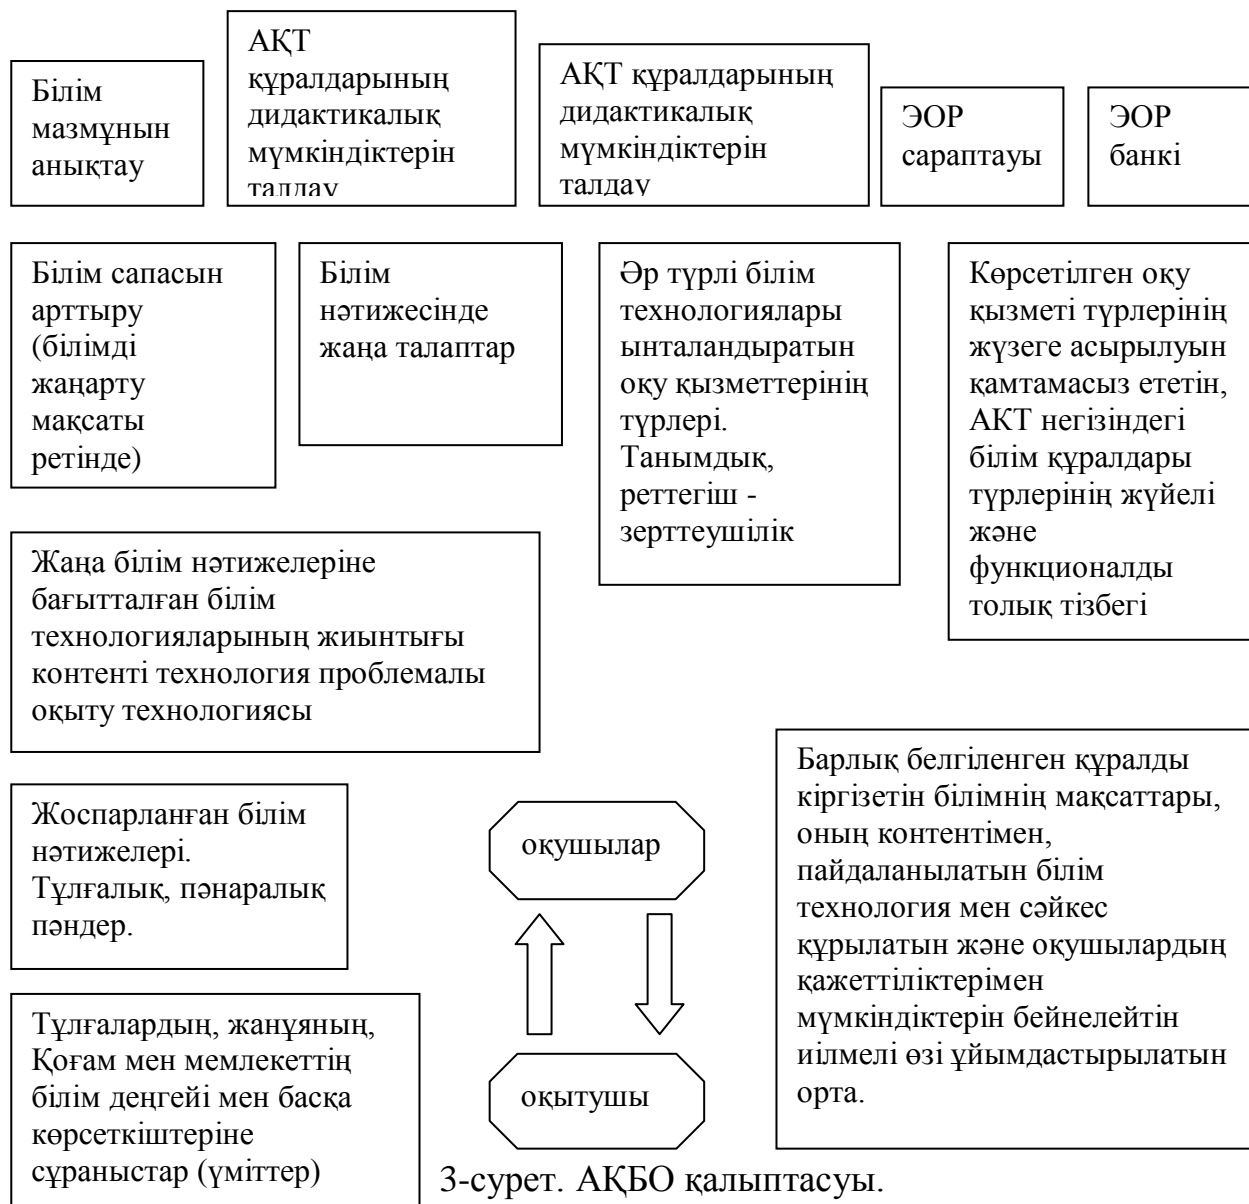 Білім
мазмұнын
анықтау
АҚТ
құралдарының
дидактикалық
мүмкіндіктерін
талдау
АҚТ құралдарының
дидактикалық
мүмкіндіктерін
талдау
ЭОР
сараптауы
ЭОР
банкі
Білім сапасын
арттыру
(білімді
жаңарту
мақсаты
ретінде)
Білім
нәтижесінде
жаңа талаптар
Әр түрлі білім
технологиялары
ынталандыратын
оқу қызметтерінің
түрлері.
Танымдық,
реттегіш -
зерттеушілік
Көрсетілген оқу
қызметі түрлерінің
жүзеге асырылуын
қамтамасыз ететін,
АКТ негізіндегі
білім құралдары
түрлерінің жүйелі
және
функционалды
толық тізбегі
Жаңа білім нәтижелеріне
бағытталған білім
технологияларының жиынтығы
контенті технология проблемалы
оқыту технологиясы
Жоспарланған білім
нәтижелері.
Тұлғалық, пәнаралық
пәндер.
оқушылар
оқытушы
Барлық белгіленген құралды
кіргізетін білімнің мақсаттары,
оның контентімен,
пайдаланылатын білім
технология мен сәйкес
құрылатын және оқушылардың
қажеттіліктерімен
мүмкіндіктерін бейнелейтін
иілмелі өзі ұйымдастырылатын
орта.
Тұлғалардың, жанұяның,
Қоғам мен мемлекеттің
білім деңгейі мен басқа
көрсеткіштеріне
сұраныстар (үміттер)
3-сурет. АҚБО қалыптасуы.